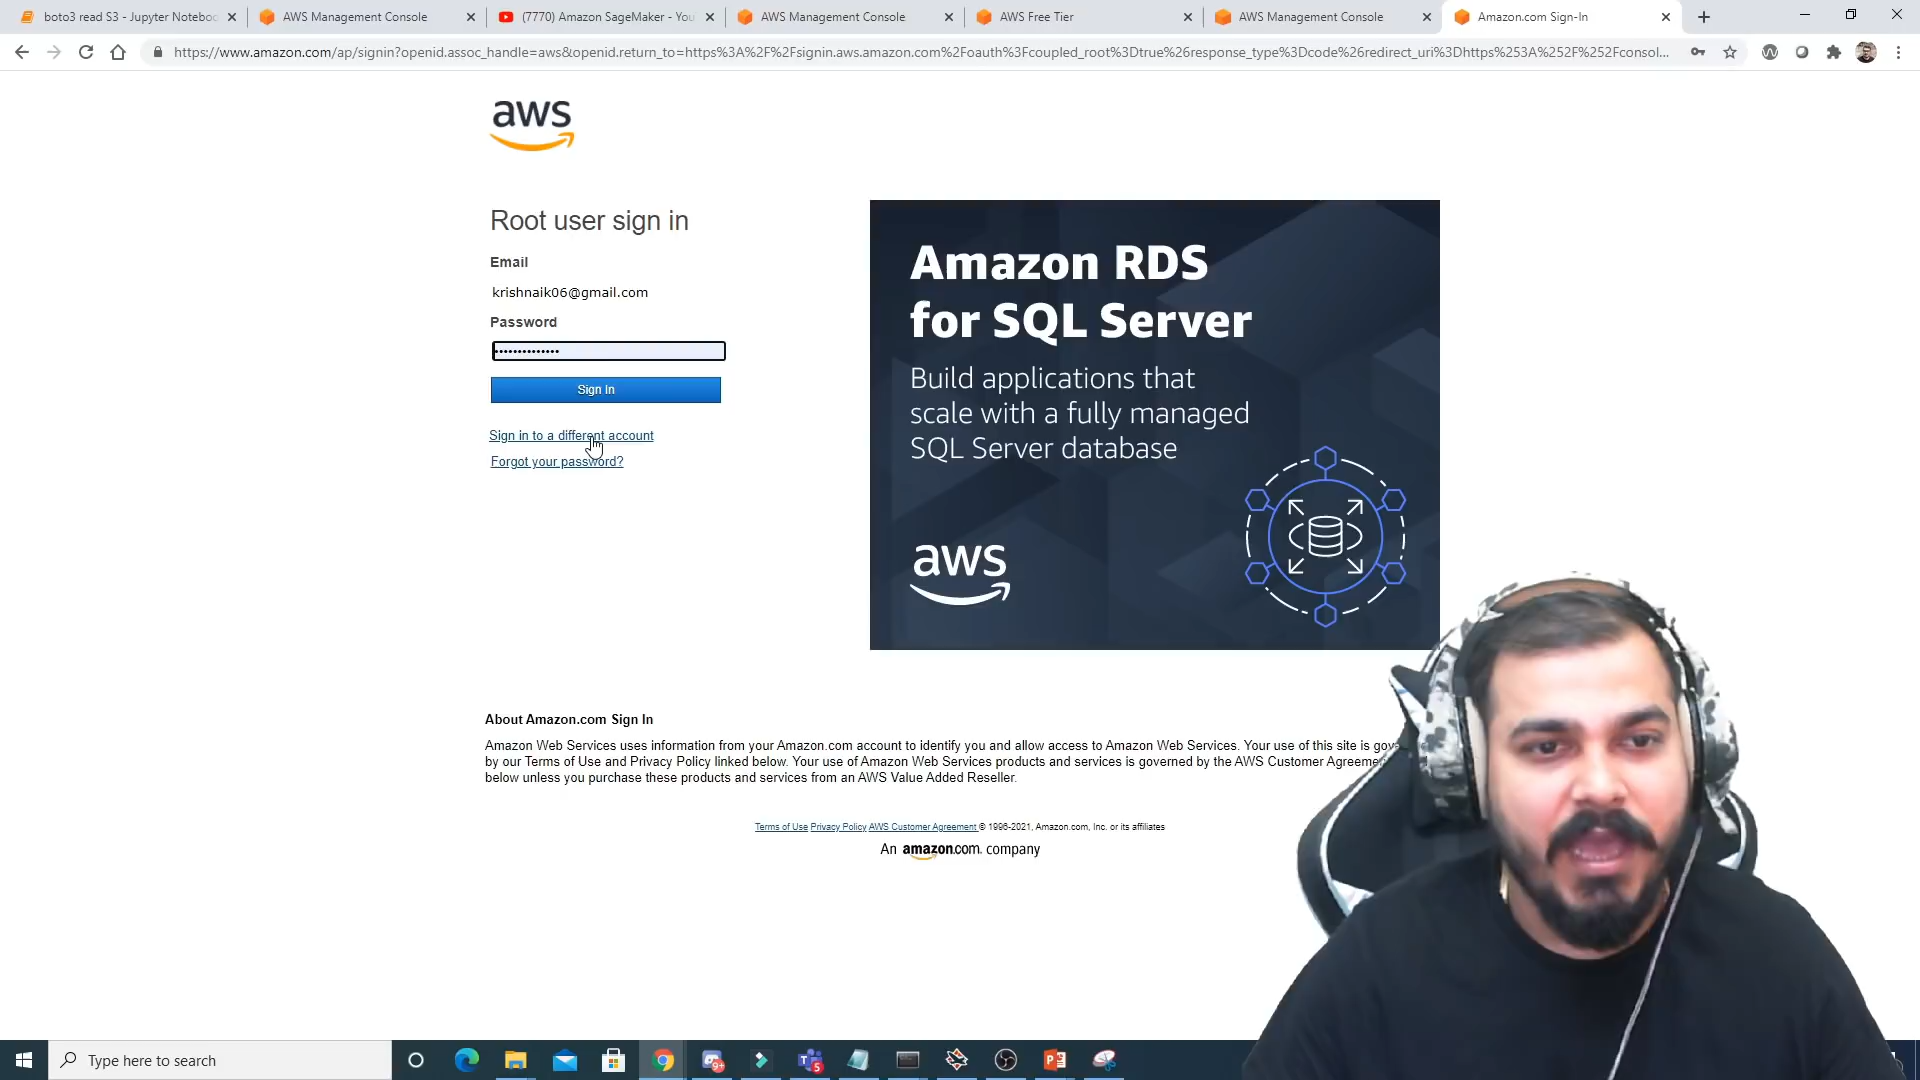 boto3 read S3 - Jupyter Notebo
AWS Management Console
(7770) Amazon SageMaker - You
AWS Management Console
AWS Free Tier
AWS Management Console
Amazon.com Sign-In
https://www.amazon.com/ap/signin?openid.assoc_handle=aws&openid.return_to=https%3A%2F%2Fsignin.aws.amazon.com%2Foauth%3Fcoupled_root%3Dtrue%26response_type%3Dcode%26redirect_uri%3Dhttps%253A%252F%252Fconsol...
aws
Root user sign in
Email
krishnaik06@gmail.com
Password
Sign In
Sign in to a different account
Forgot your password?
Amazon RDS
for SQL Server
Build applications that
scale with a fully managed
SQL Server database
aws
About Amazon.com Sign In
Amazon Web Services uses information from your Amazon.com account to identify you and allow access to Amazon Web Services. Your use of this site is gove
by our Terms of Use and Privacy Policy linked below. Your use of Amazon Web Services products and services is governed by the AWS Customer Agreeme
below unless you purchase these products and services from an AWS Value Added Reseller.
Terms of Use Privacy Policy AWS Customer Agreement © 1996-2021, Amazon.com, Inc. or its affiliates
An amazon.com. company
Type here to search